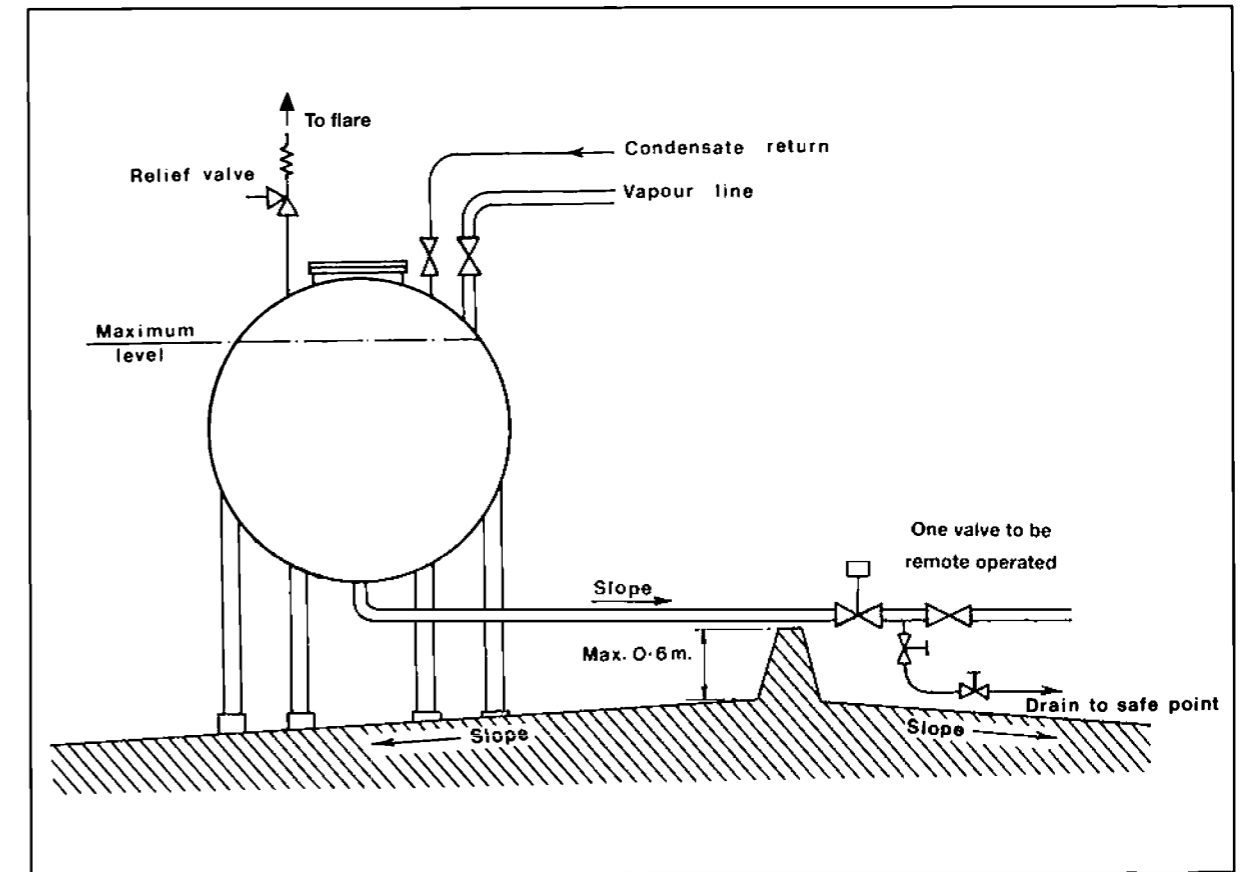 To flare
Relief valve
Condensate return
Vapour line
Maximum
level
One valve to be
remote operated
Slope
Max. 0·6m.
Drain to safe point
Slope
Slope